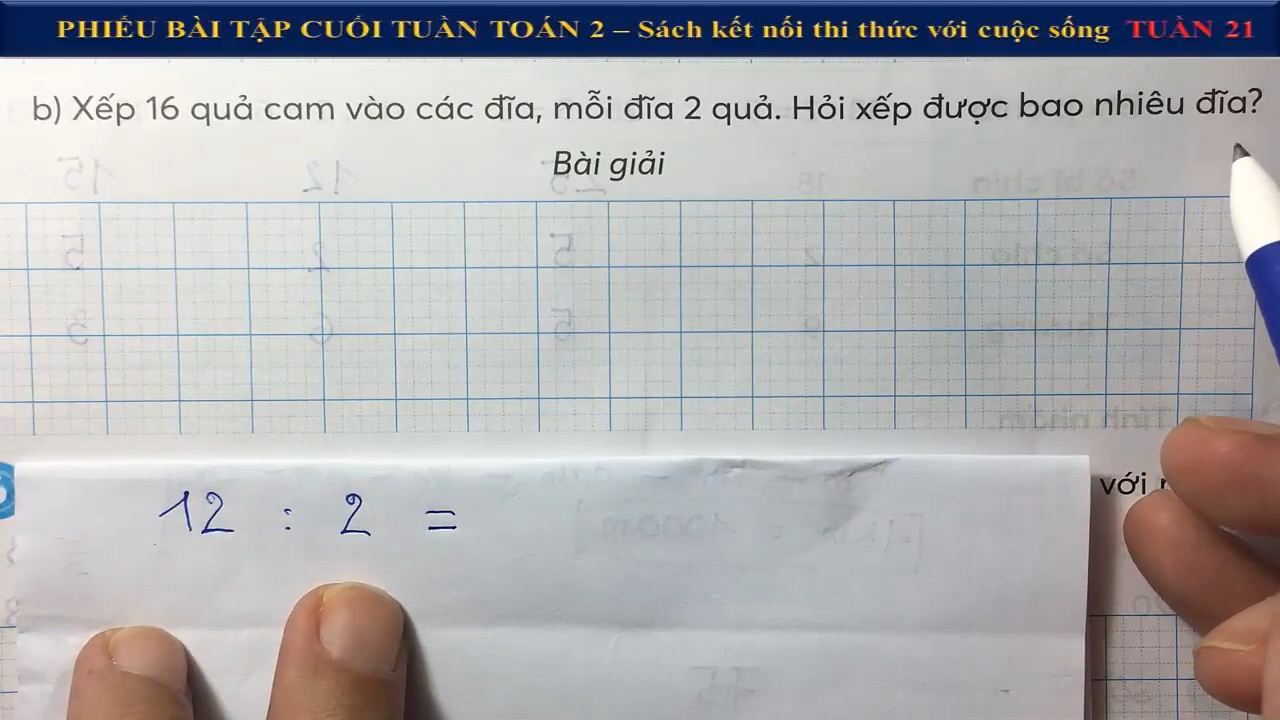 PHIẾU BÀI TẬP CUỐI TUẦN TOÁN 2 – Sách kết nối thi thức với cuộc sống TUẦN 21
b) Xếp 16 quả cam vào các đĩa, mỗi đĩa 2 quả. Hỏi xếp được bao nhiêu đĩa?
Bài giải
với
12 : 2 =